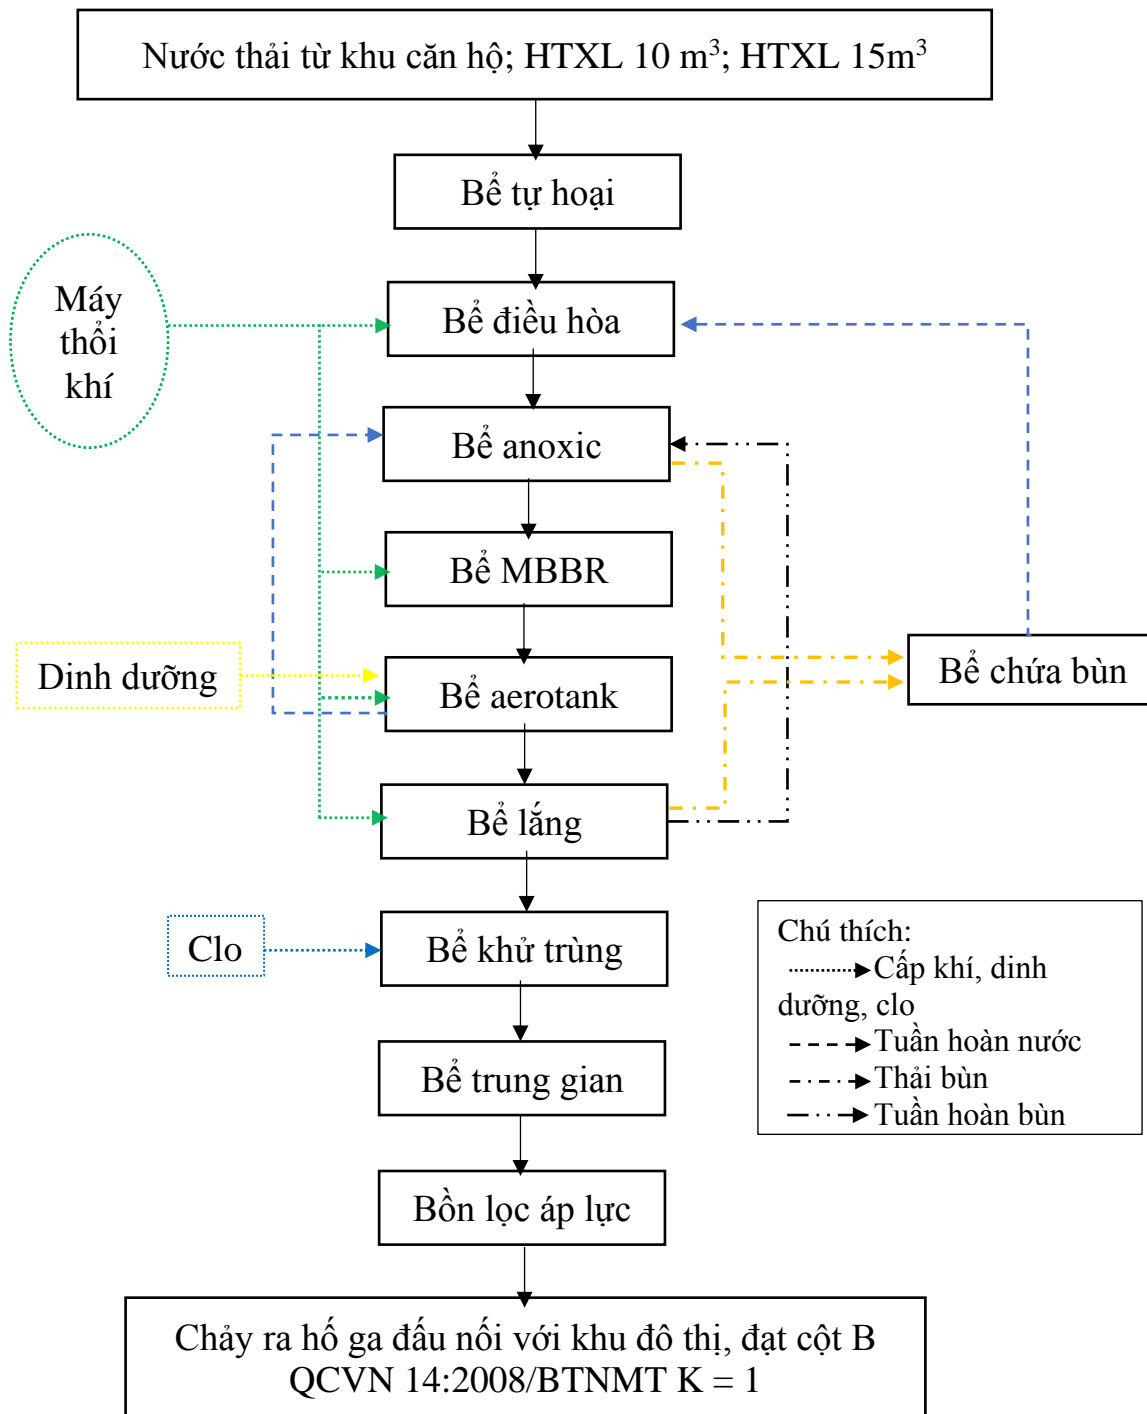 Nước thải từ khu căn hộ; HTXL 10 m³; HTXL 15m³
Bể tự hoại
Máy
thổi
khí
Bể điều hòa
Bể anoxic
Bể MBBR
Dinh dưỡng
Bể aerotank
Bể chứa bùn
Bể lắng
Clo
Bể khử trùng
Bể trung gian
Bồn lọc áp lực
Chú thích:
Cấp khí, dinh
dưỡng, clo
Tuần hoàn nước
Thải bùn
Tuần hoàn bùn
Chảy ra hố ga đấu nối với khu đô thị, đạt cột B
QCVN 14:2008/BTNMT K = 1